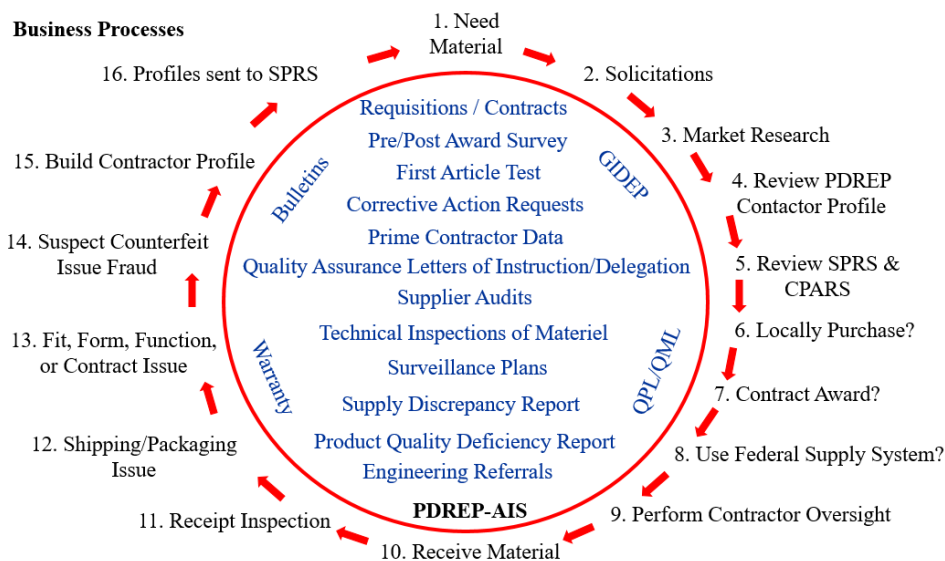 Business Processes
1. Need
Material
2. Solicitations
3. Market Research
4. Review PDREP
Contactor Profile
5. Review SPRS &
CPARS
6. Locally Purchase?
7. Contract Award?
8. Use Federal Supply System?
9. Perform Contractor Oversight
10. Receive Material
11. Receipt Inspection
12. Shipping/Packaging
Issue
13. Fit, Form, Function,
or Contract Issue
14. Suspect Counterfeit
Issue Fraud
15. Build Contractor Profile
16. Profiles sent to SPRS
Requisitions / Contracts
Pre/Post Award Survey
First Article Test
Corrective Action Requests
Prime Contractor Data
Quality Assurance Letters of Instruction/Delegation
Supplier Audits
Technical Inspections of Materiel
Surveillance Plans
Supply Discrepancy Report
Product Quality Deficiency Report
Engineering Referrals
Bulletins
GIDEP
Warranty
QPL/QML
PDREP-AIS